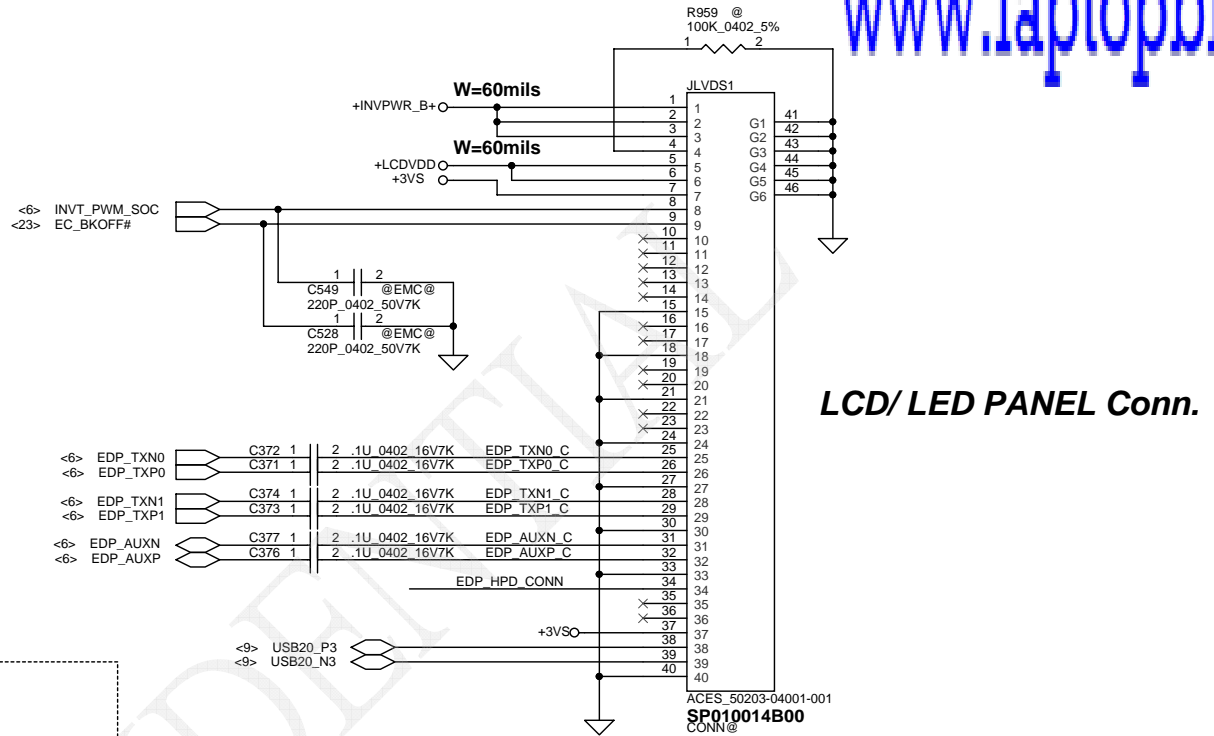 R959 @
100K_0402_5%
1 2
JLVDS1
W=60mils
+INVPWR_B+
W=60mils
+LCDVDD
+3VS
<6> INVT_PWM_SOC
<23> EC_BKOFF#
1 1
2 2
3 3
4 4
5 5
6 6
7 7
8 8
9 9
10 10
11 11
12 12
13 13
14 14
15 15
16 16
17 17
18 18
19 19
20 20
21 21
22 22
23 23
24 24
25 25
26 26
27 27
28 28
29 29
30 30
31 31
32 32
33 33
34 34
35 35
36 36
37 37
38 38
39 39
40 40
G1 41
G2 42
G3 43
G4 44
G5 45
G6 46
1 2
C549 @EMC@
220P_0402_50V7K
1 2
C528 @EMC@
220P_0402_50V7K
LCD/ LED PANEL Conn.
<6> EDP_TXN0 C372 1 2 .1U_0402_16V7K EDP_TXN0_C
<6> EDP_TXP0 C371 1 2 .1U_0402_16V7K EDP_TXP0_C
<6> EDP_TXN1 C374 1 2 .1U_0402_16V7K EDP_TXN1_C
<6> EDP_TXP1 C373 1 2 .1U_0402_16V7K EDP_TXP1_C
<6> EDP_AUXN C377 1 2 .1U_0402_16V7K EDP_AUXN_C
<6> EDP_AUXP C376 1 2 .1U_0402_16V7K EDP_AUXP_C
EDP_HPD_CONN
+3VS
<9> USB20_P3
<9> USB20_N3
ACES_50203-04001-001
SP010014B00
CONN@